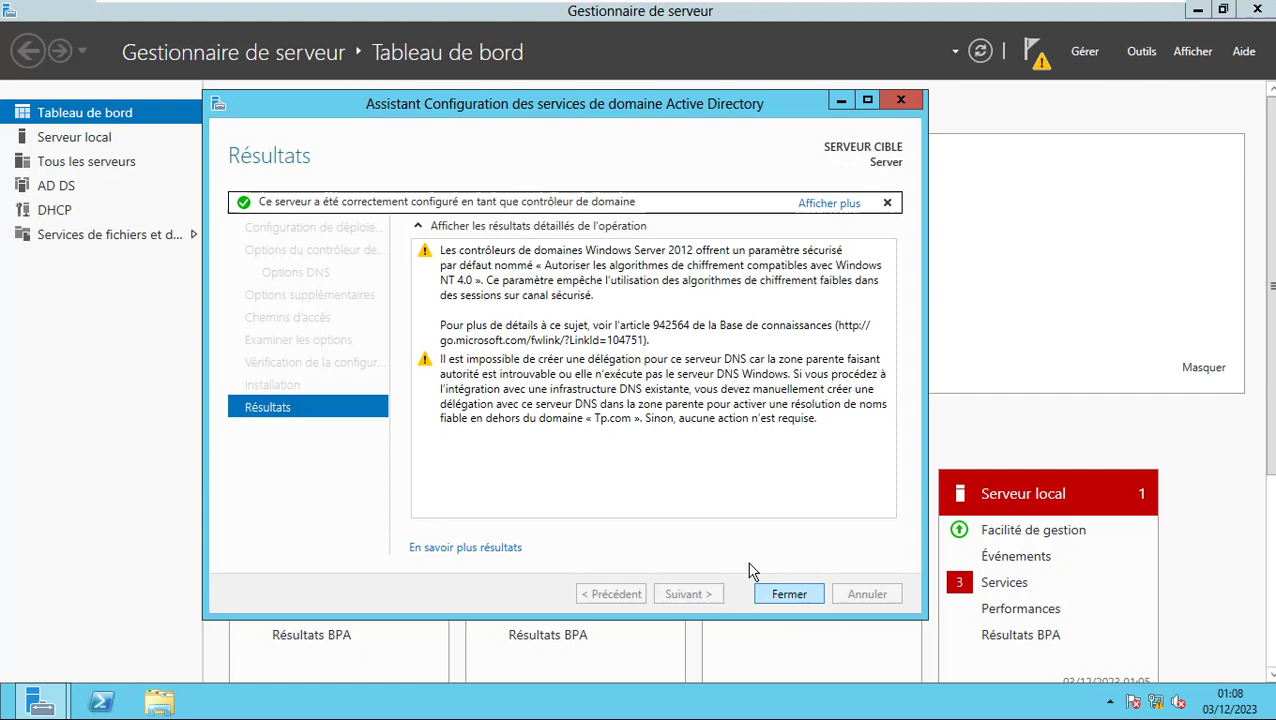 Gestionnaire de serveur
Gestionnaire de serveur ‣ Tableau de bord
Gérer
Outils
Afficher
Aide
Tableau de bord
Serveur local
Tous les serveurs
AD DS
DHCP
Services de fichiers et d...
Assistant Configuration des services de domaine Active Directory
Résultats
SERVEUR CIBLE
Server
Ce serveur a été correctement configuré en tant que contrôleur de domaine
Afficher plus
Configuration de déploie...
Options du contrôleur de...
Options DNS
Options supplémentaires
Chemins d'accès
Examiner les options
Vérification de la configur...
Installation
Résultats
Afficher les résultats détaillés de l'opération
Les contrôleurs de domaines Windows Server 2012 offrent un paramètre sécurisé
par défaut nommé « Autoriser les algorithmes de chiffrement compatibles avec Windows
NT 4.0 ». Ce paramètre empêche l'utilisation des algorithmes de chiffrement faibles dans
des sessions sur canal sécurisé.
Pour plus de détails à ce sujet, voir l'article 942564 de la Base de connaissances (http://
go.microsoft.com/fwlink/?LinkId=104751).
Il est impossible de créer une délégation pour ce serveur DNS car la zone parente faisant
autorité est introuvable ou elle n'exécute pas le serveur DNS Windows. Si vous procédez à
l'intégration avec une infrastructure DNS existante, vous devez manuellement créer une
délégation avec ce serveur DNS dans la zone parente pour activer une résolution de noms
fiable en dehors du domaine « Tp.com ». Sinon, aucune action n'est requise.
En savoir plus résultats
< Précédent
Suivant >
Fermer
Annuler
Masquer
Serveur local 1
Facilité de gestion
Événements
3 Services
Performances
Résultats BPA
Résultats BPA
Résultats BPA
03/12/2023 01:05
01:08
03/12/2023